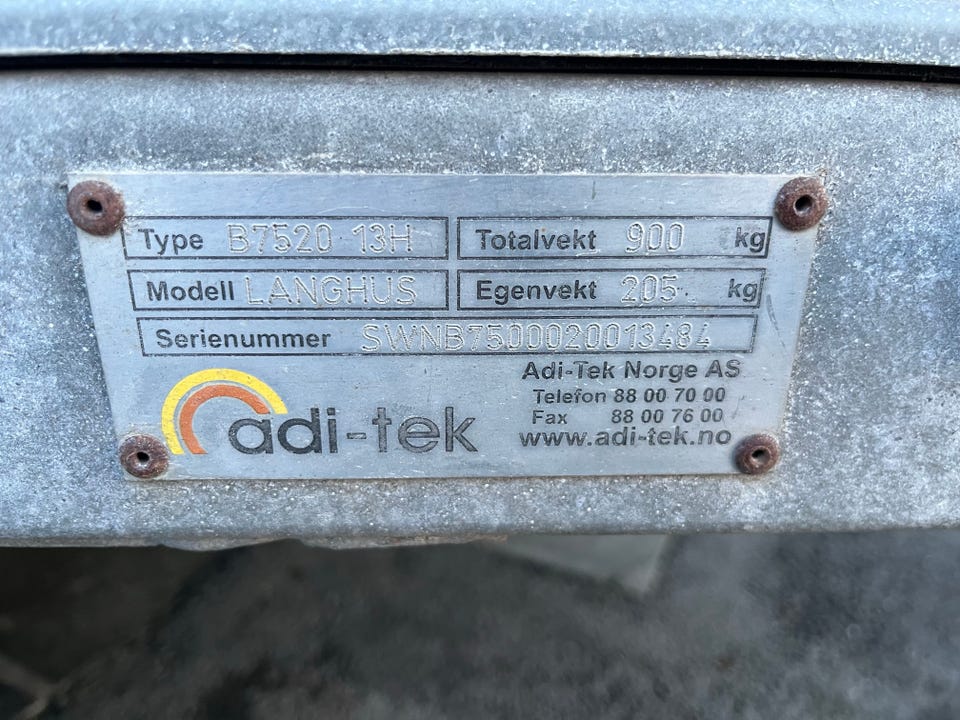 Type B7520 13H Totalvekt 900 kg
Modell LANGHUS Egenvekt 205 kg
Serienummer SWNB7500020013484
Adi-Tek Norge AS
Telefon 88 00 70 00
Fax 88 00 76 00
adi-tek www.adi-tek.no